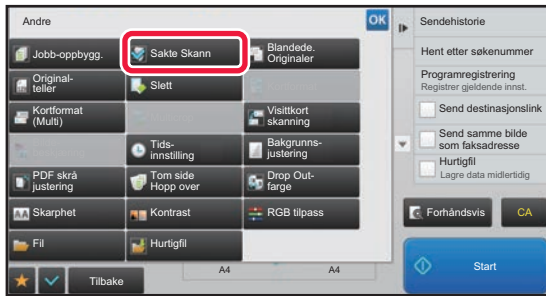 Andre
OK
Jobb-oppbygg.
Sakte Skann
Blandede.
Originaler
Original-
teller
Slett
Kortformat
(Multi)
Visittkort
skanning
Tids-
innstilling
Bakgrunns-
justering
PDF skrå
justering
Tom side
Hopp over
Drop Out-
farge
AA Skarphet
Kontrast
RGB tilpass
Fil
Hurtigfil
Tilbake
A4
A4
Sendehistorie
Hent etter søkenummer
Programregistrering
Registrer gjeldende innst.
Send destinasjonslink
Send samme bilde
som faksadresse
Hurtigfil
Lagre data midlertidig
Forhåndsvis
CA
Start